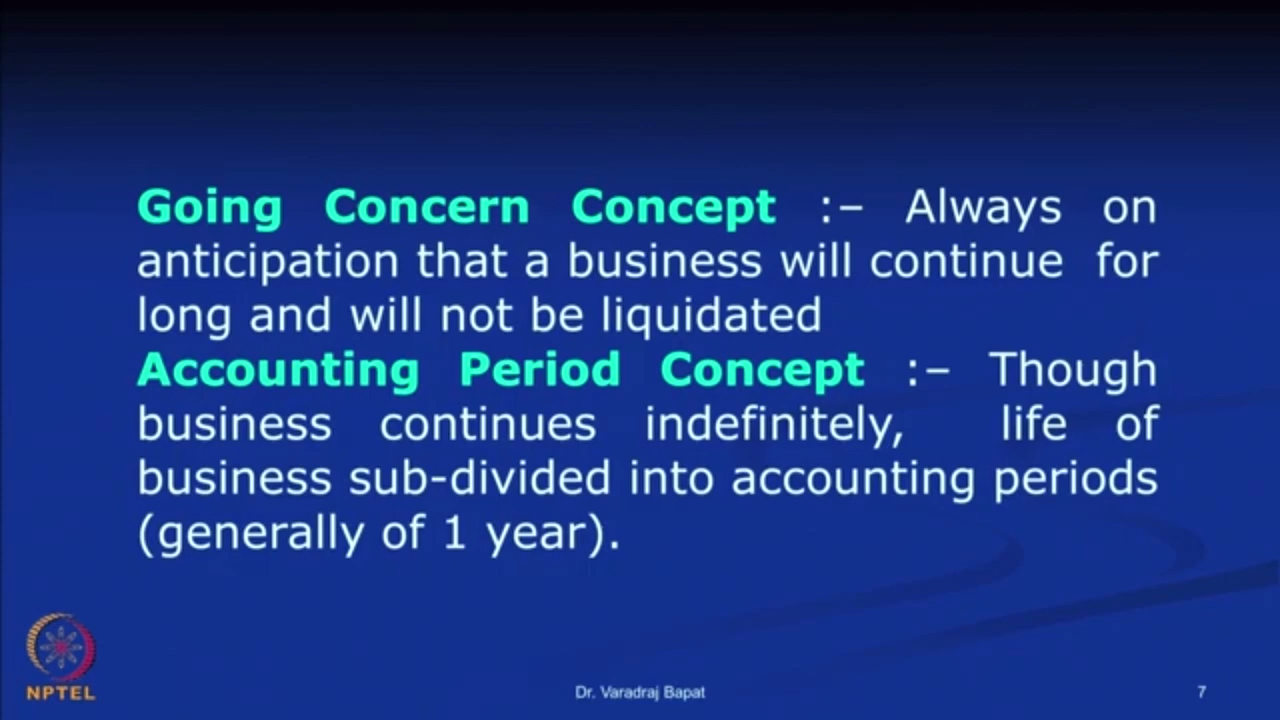 Going Concern Concept :– Always on
anticipation that a business will continue for
long and will not be liquidated
Accounting Period Concept :– Though
business continues indefinitely, life of
business sub-divided into accounting periods
(generally of 1 year).
NPTEL
Dr. Varadraj Bapat
7